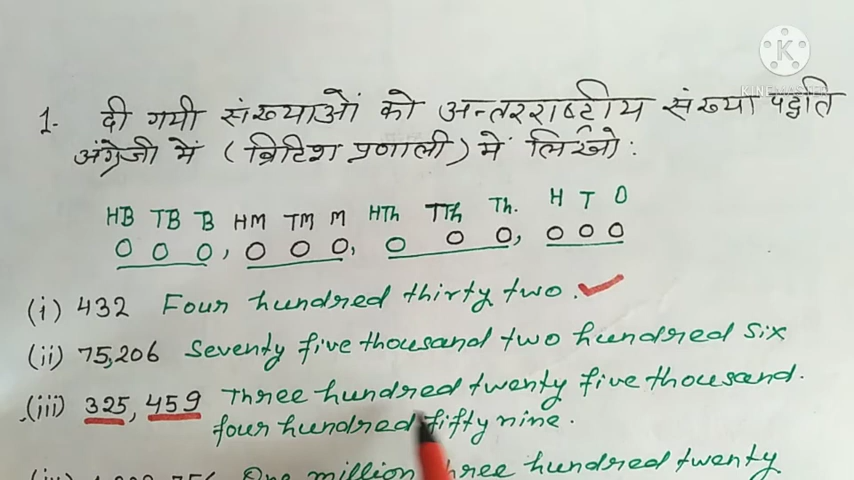 K
KINEMASTER
1. दी गयी संख्याओं को अन्तरराष्ट्रीय संख्या पद्धति
अंग्रेजी में (ब्रिटिश प्रणाली) में लिखो:
HB TB B HM TM M HTh TTh Th. H T O
0 0 0, 0 0 0, 0 0 0, 0 0 0
(i) 432 Four hundred thirty two.
(ii) 75,206 Seventy five thousand two hundred six
(iii) 325,459 Three hundred twenty five thousand.
four hundred fifty nine.
One million three hundred twenty